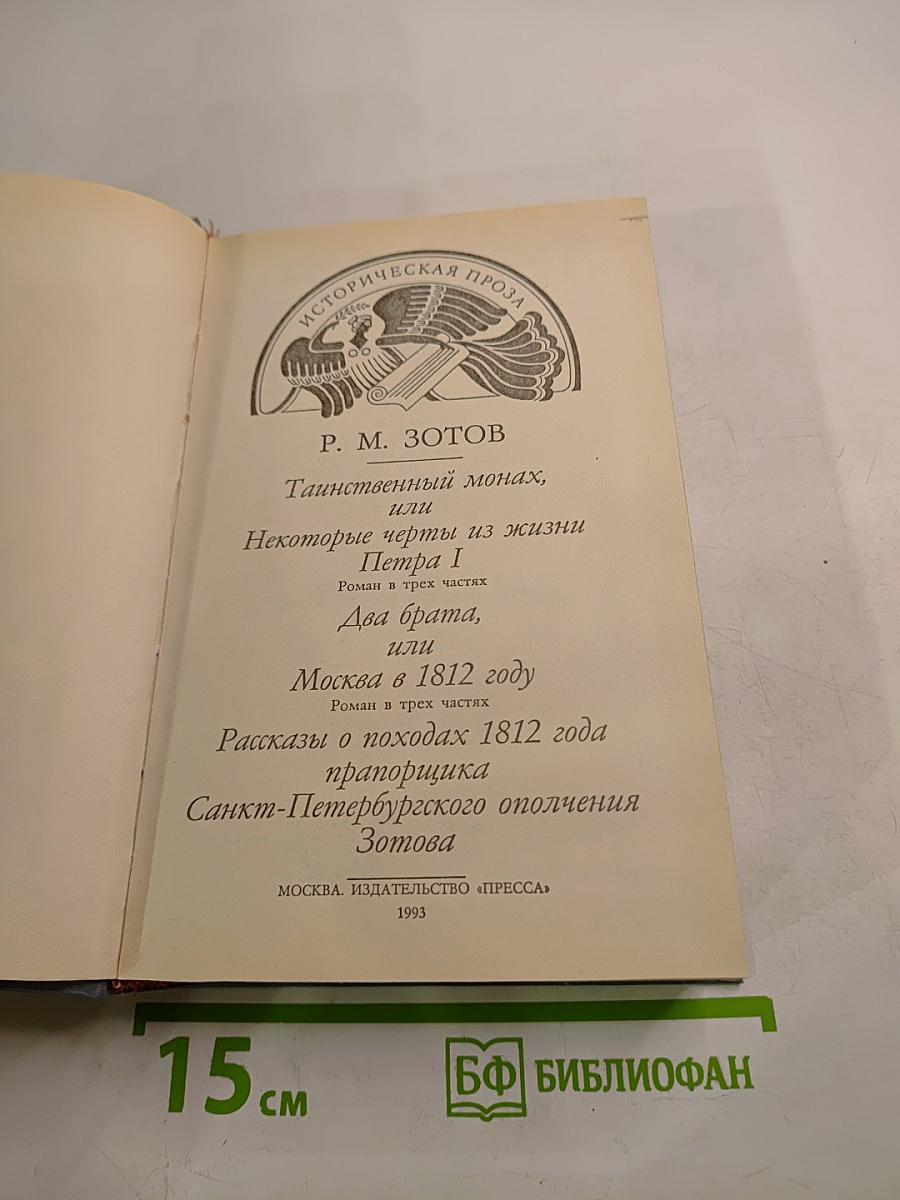 ИСТОРИЧЕСКАЯ ПРОЗА
Р. М. ЗОТОВ
Таинственный монах,
или
Некоторые черты из жизни
Петра I
Роман в трех частях
Два брата,
или
Москва в 1812 году
Роман в трех частях
Рассказы о походах 1812 года
прапорщика
Санкт-Петербургского ополчения
Зотова
МОСКВА. ИЗДАТЕЛЬСТВО «ПРЕССА»
1993
15 см
БФ БИБЛИОФАН